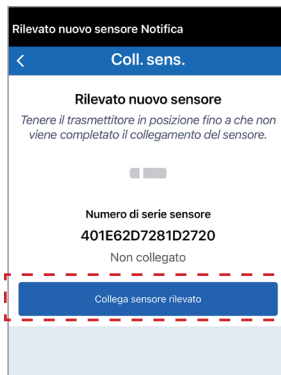 Rilevato nuovo sensore Notifica
Coll. sens.
Rilevato nuovo sensore
Tenere il trasmettitore in posizione fino a che non
viene completato il collegamento del sensore.
Numero di serie sensore
401E62D7281D2720
Non collegato
Collega sensore rilevato